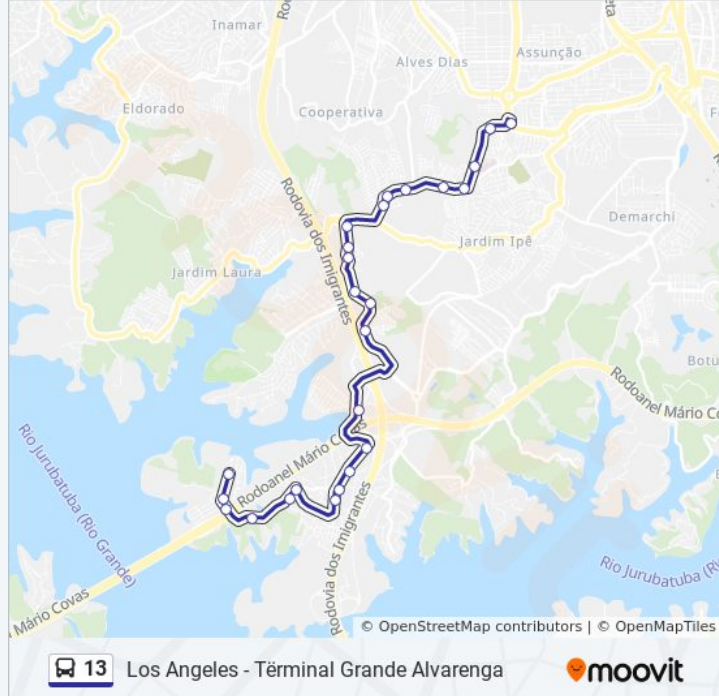 Inamar
Assunção
Alves Dias
Eldorado
Cooperativa
Rodovia dos Imigrantes
Demarchi
Jardim Ipê
Jardim Laura
Rodoanel Mário Co
Rio Jurubatuba (Rio Grande)
Rodoanel Mário Covas
Rodovia dos Imigrantes
Rio Jurubatuba (Ri
Mário Covas
© OpenStreetMap contributors | © OpenMapTiles
13 Los Angeles - Tërminal Grande Alvarenga
moovit